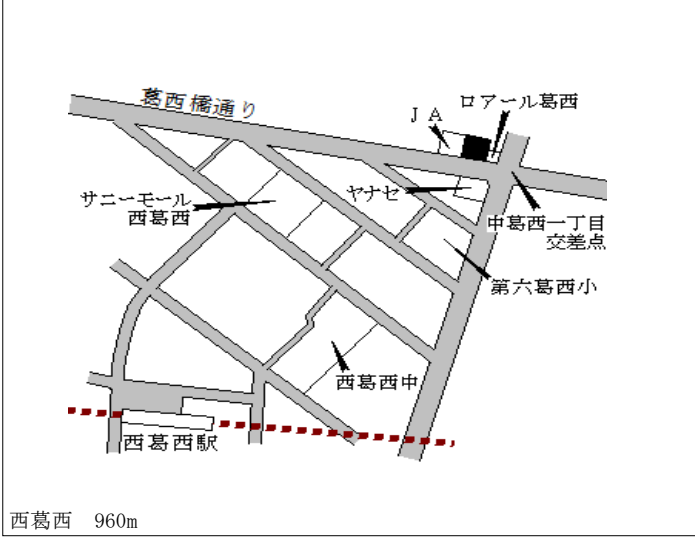 葛西橋通り
ロアール葛西
ＪＡ
ヤナセ
サニーモール
西葛西
中葛西一丁目
交差点
第六葛西小
西葛西中
西葛西駅
西葛西　960m